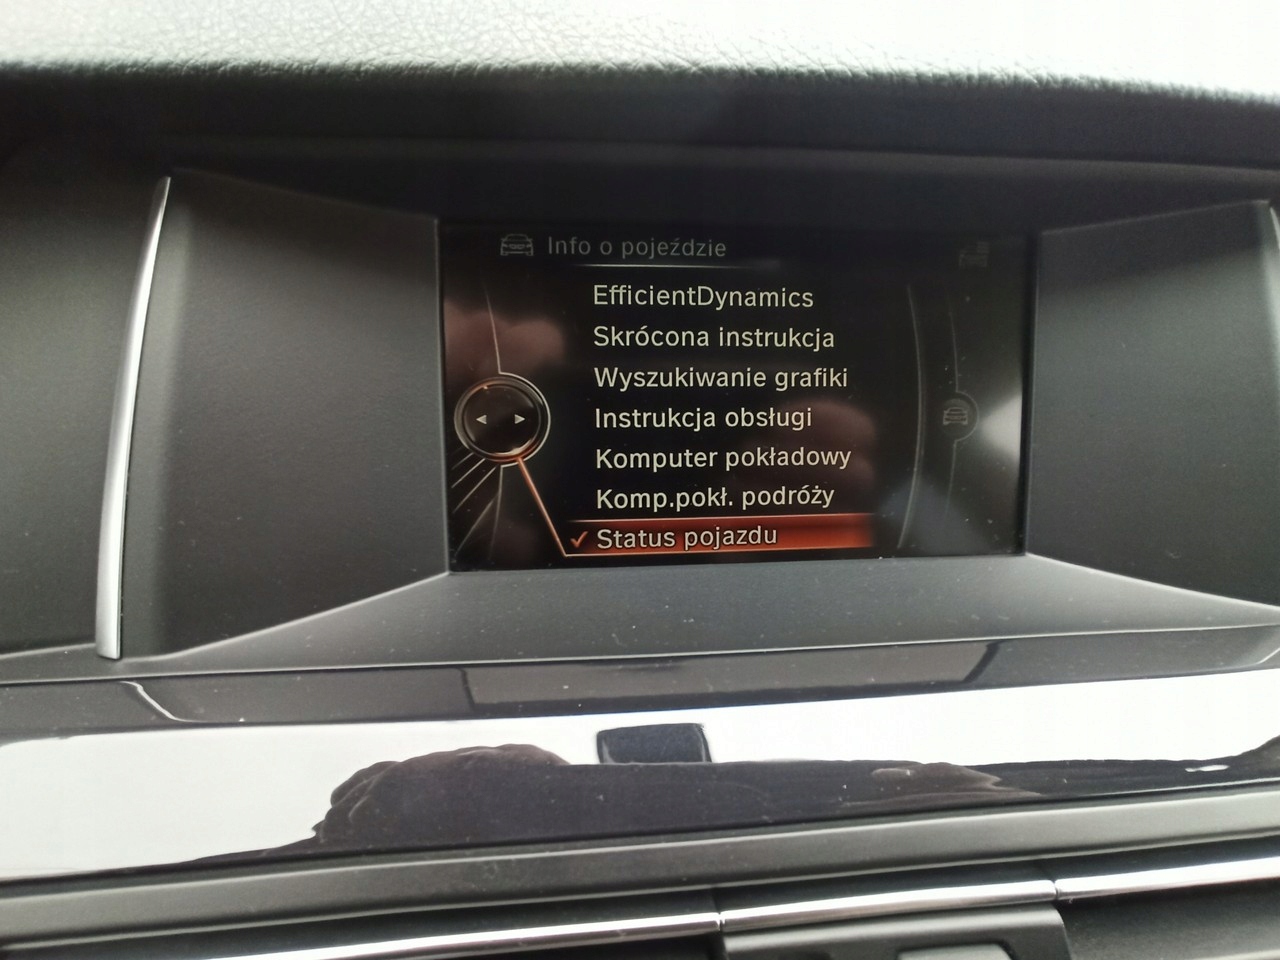 Info o pojeździe
EfficientDynamics
Skrócona instrukcja
Wyszukiwanie grafiki
Instrukcja obsługi
Komputer pokładowy
Komp.pokł. podróży
Status pojazdu